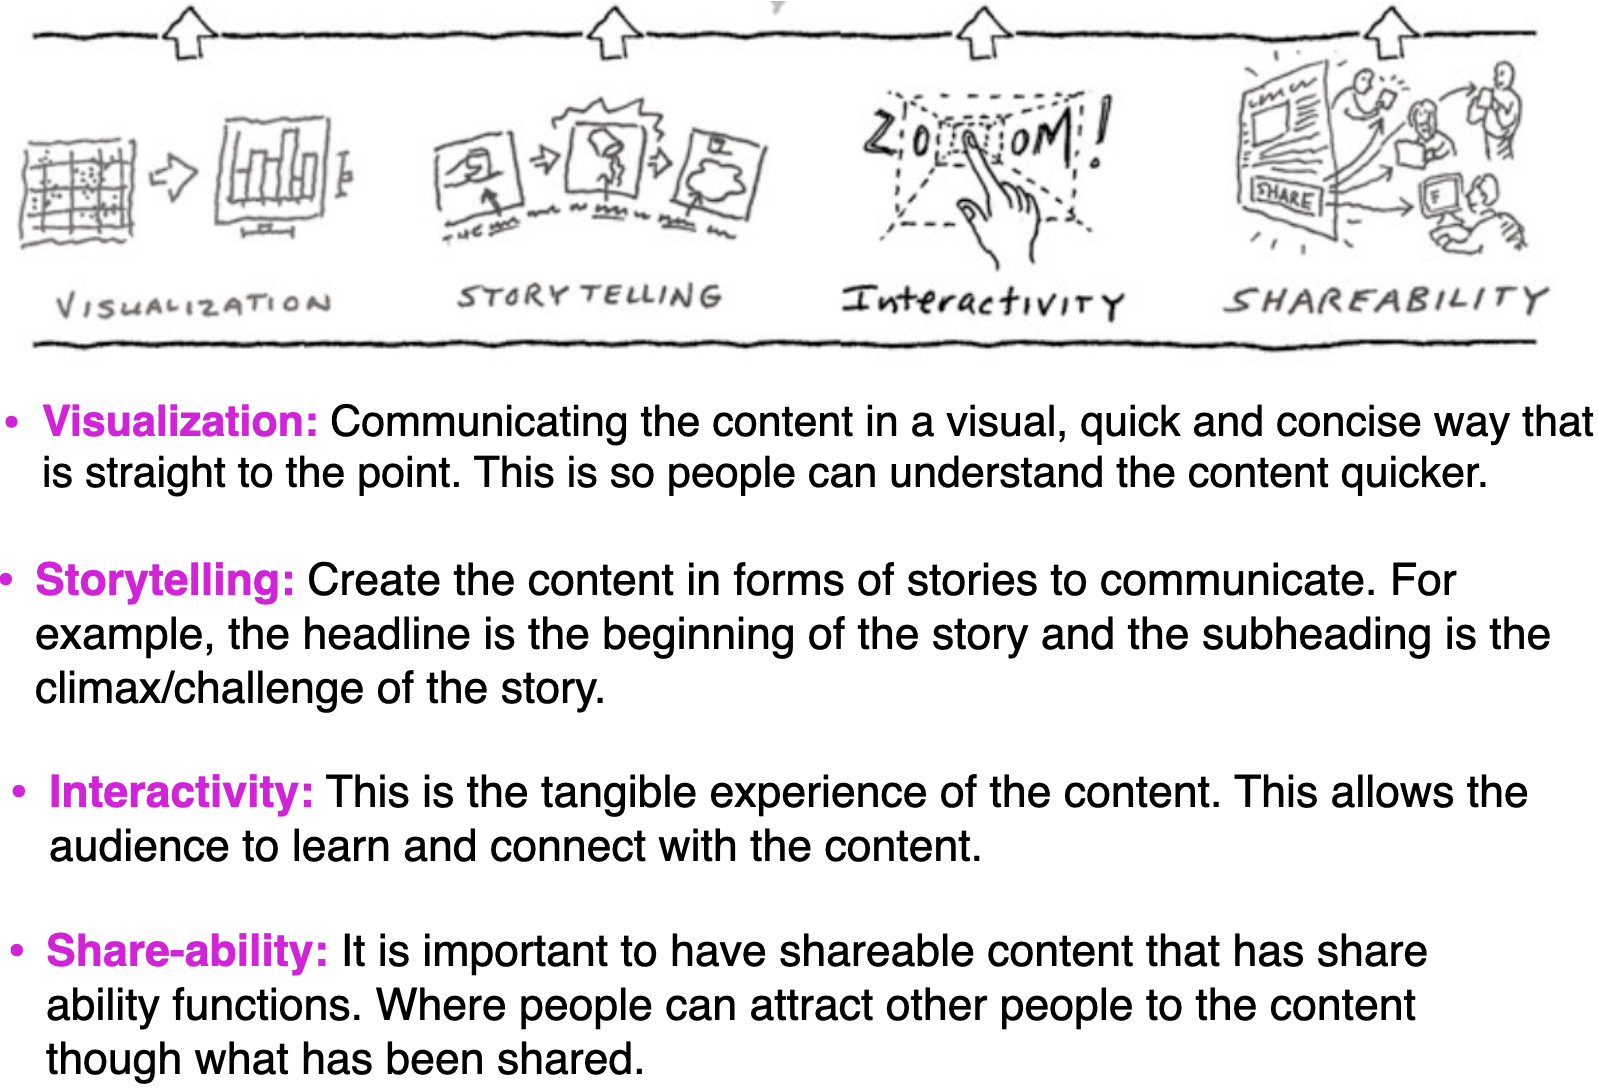 ZOOM!
SHARE
VISUALIZATION
STORYTELLING
InteractIVITY
SHAREABILITY
• Visualization: Communicating the content in a visual, quick and concise way that
is straight to the point. This is so people can understand the content quicker.
• Storytelling: Create the content in forms of stories to communicate. For
example, the headline is the beginning of the story and the subheading is the
climax/challenge of the story.
• Interactivity: This is the tangible experience of the content. This allows the
audience to learn and connect with the content.
• Share-ability: It is important to have shareable content that has share
ability functions. Where people can attract other people to the content
though what has been shared.